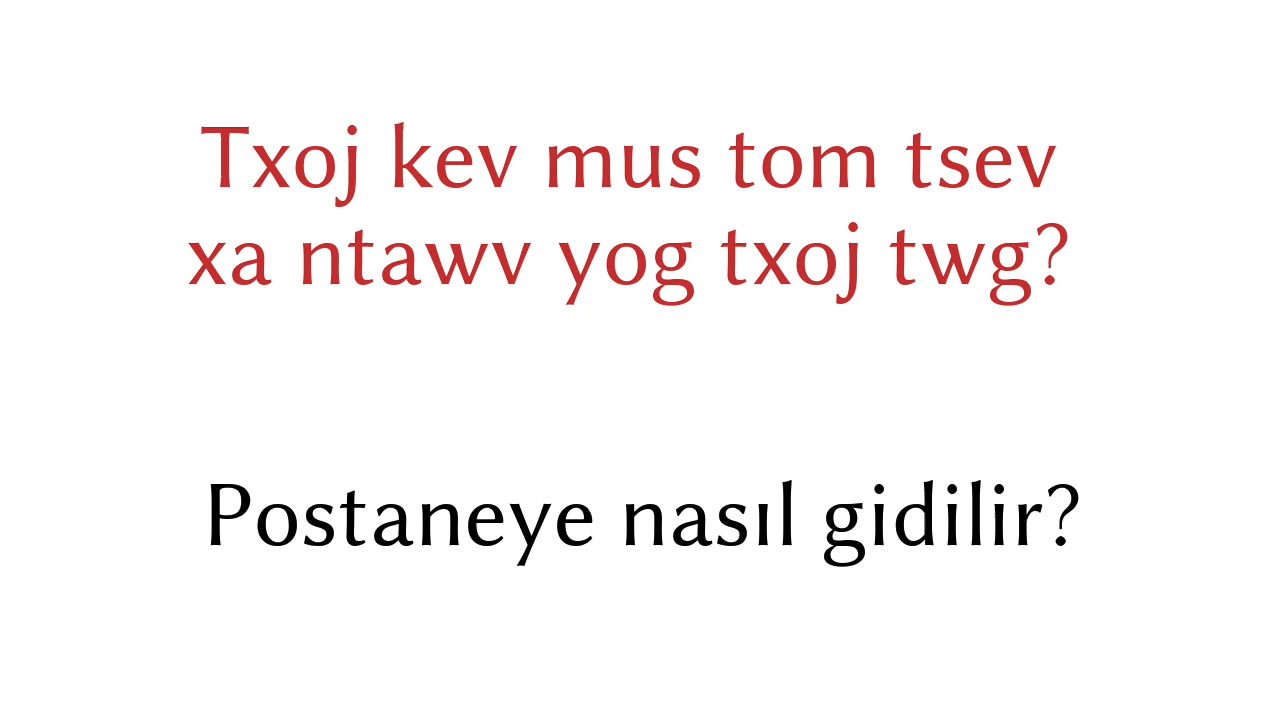 Txoj kev mus tom tsev
xa ntawv yog txoj twg?
Postaneye nasıl gidilir?